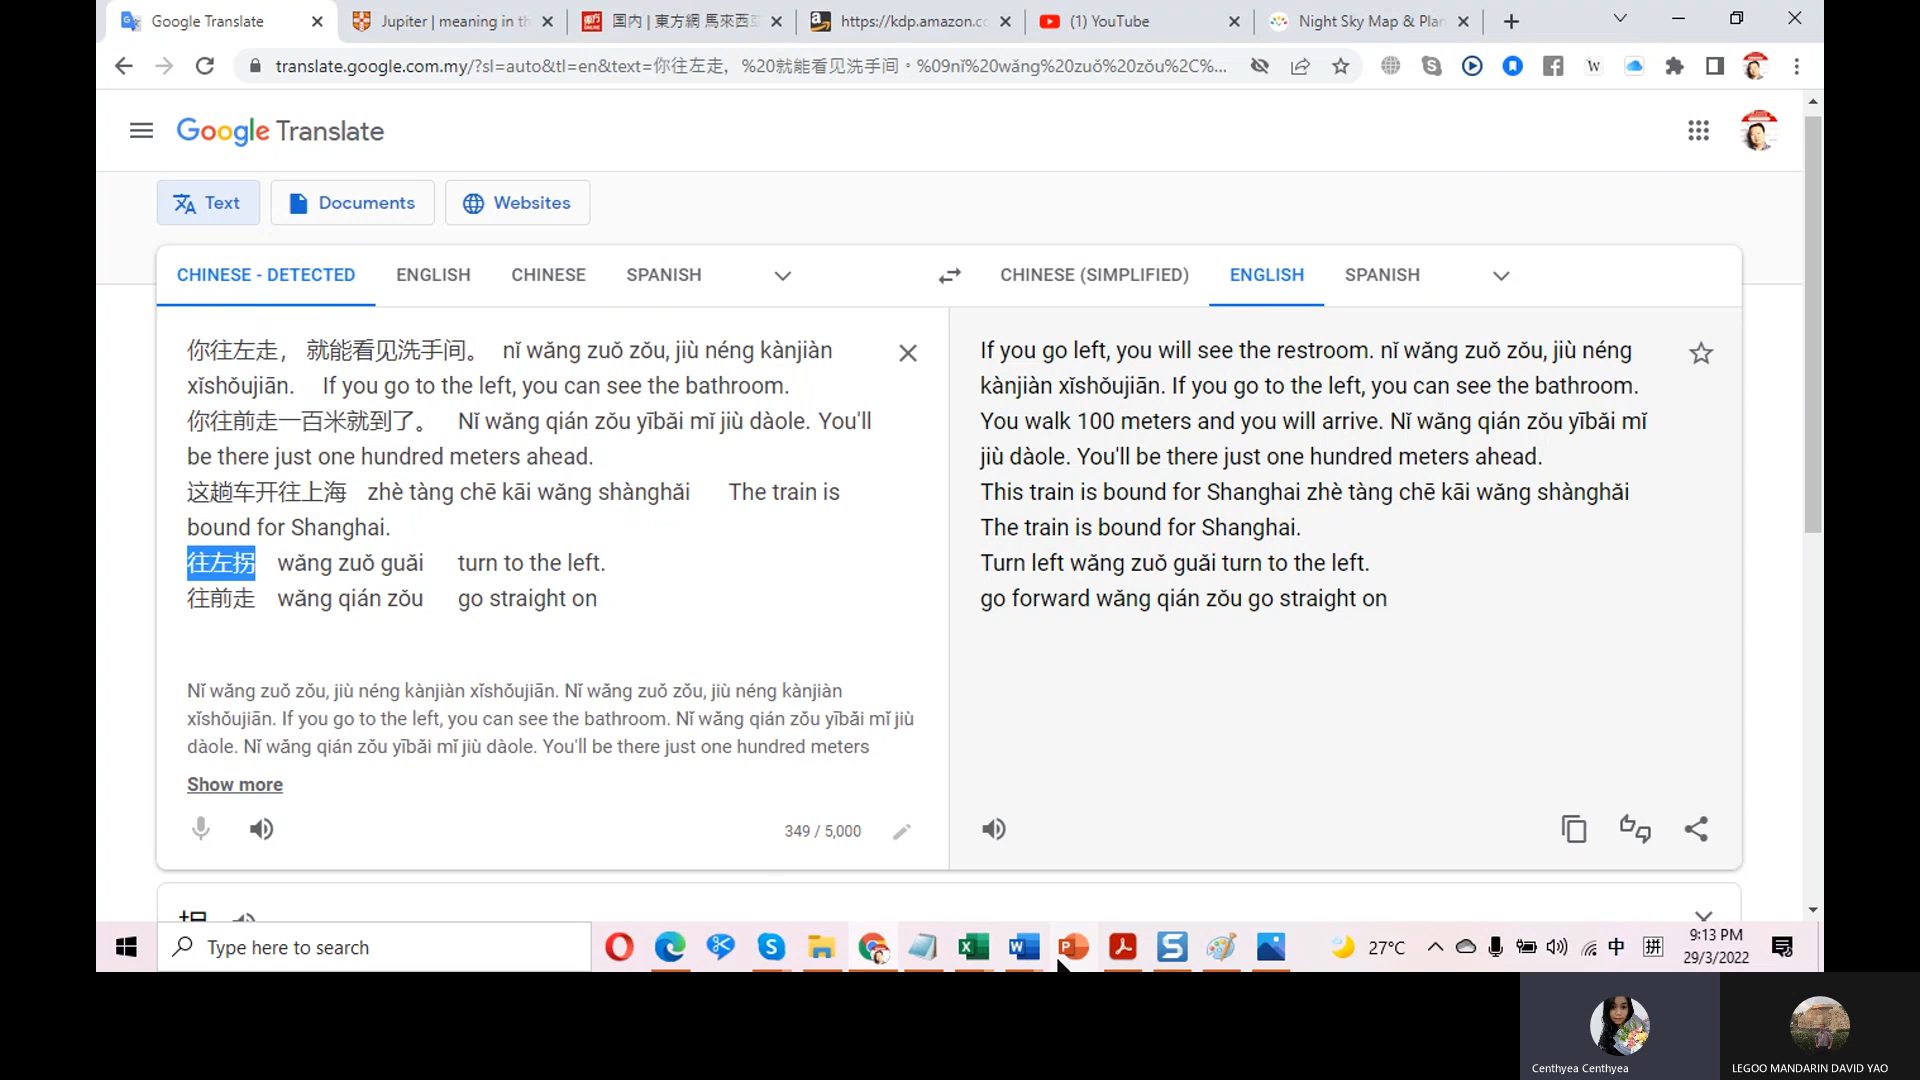 Google Translate
Jupiter | meaning in th
国内 | 東方網 馬來西亞
https://kdp.amazon.co
(1) YouTube
Night Sky Map & Plan
translate.google.com.my/?sl=auto&tl=en&text=你往左走，%20就能看见洗手间。%09nǐ%20wǎng%20zuǒ%20zǒu%2C%...
Google Translate
Text
Documents
Websites
CHINESE - DETECTED
ENGLISH
CHINESE
SPANISH
CHINESE (SIMPLIFIED)
ENGLISH
SPANISH
你往左走， 就能看见洗手间。 nǐ wǎng zuǒ zǒu, jiù néng kànjiàn
xǐshǒujiān. If you go to the left, you can see the bathroom.
你往前走一百米就到了。 Nǐ wǎng qián zǒu yībǎi mǐ jiù dàole. You'll
be there just one hundred meters ahead.
这趟车开往上海 zhè tàng chē kāi wǎng shànghǎi The train is
bound for Shanghai.
往左拐 wǎng zuǒ guǎi turn to the left.
往前走 wǎng qián zǒu go straight on
Nǐ wǎng zuǒ zǒu, jiù néng kànjiàn xǐshǒujiān. Nǐ wǎng zuǒ zǒu, jiù néng kànjiàn
xǐshǒujiān. If you go to the left, you can see the bathroom. Nǐ wǎng qián zǒu yībǎi mǐ jiù
dàole. Nǐ wǎng qián zǒu yībǎi mǐ jiù dàole. You'll be there just one hundred meters
Show more
349 / 5,000
If you go left, you will see the restroom. nǐ wǎng zuǒ zǒu, jiù néng
kànjiàn xǐshǒujiān. If you go to the left, you can see the bathroom.
You walk 100 meters and you will arrive. Nǐ wǎng qián zǒu yībǎi mǐ
jiù dàole. You'll be there just one hundred meters ahead.
This train is bound for Shanghai zhè tàng chē kāi wǎng shànghǎi
The train is bound for Shanghai.
Turn left wǎng zuǒ guǎi turn to the left.
go forward wǎng qián zǒu go straight on
Type here to search
27°C
中
拼
9:13 PM
29/3/2022
Centhyea Centhyea
LEGOO MANDARIN DAVID YAO